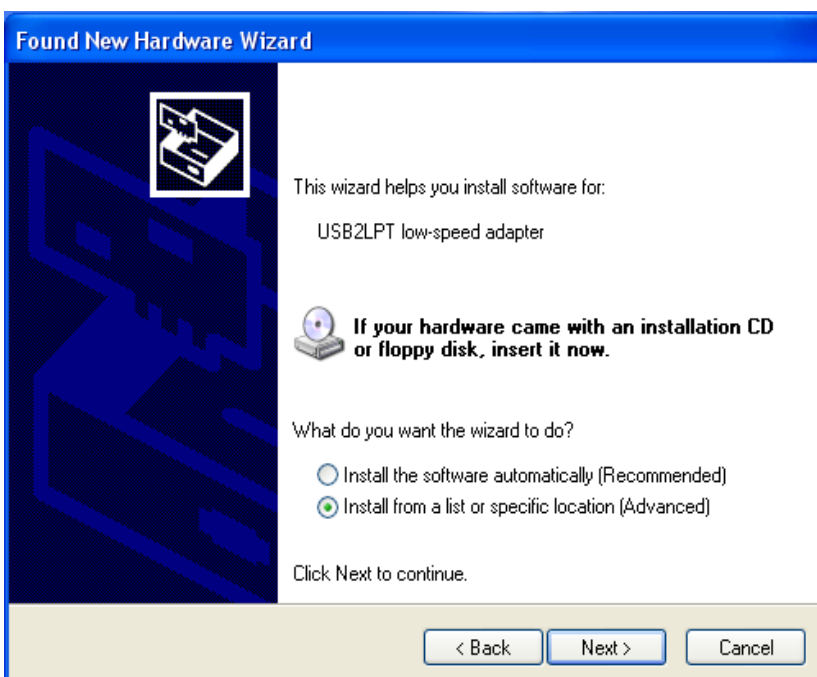 Found New Hardware Wizard
This wizard helps you install software for:
USB2LPT low-speed adapter
If your hardware came with an installation CD
or floppy disk, insert it now.
What do you want the wizard to do?
Install the software automatically (Recommended)
Install from a list or specific location (Advanced)
Click Next to continue.
< Back Next > Cancel